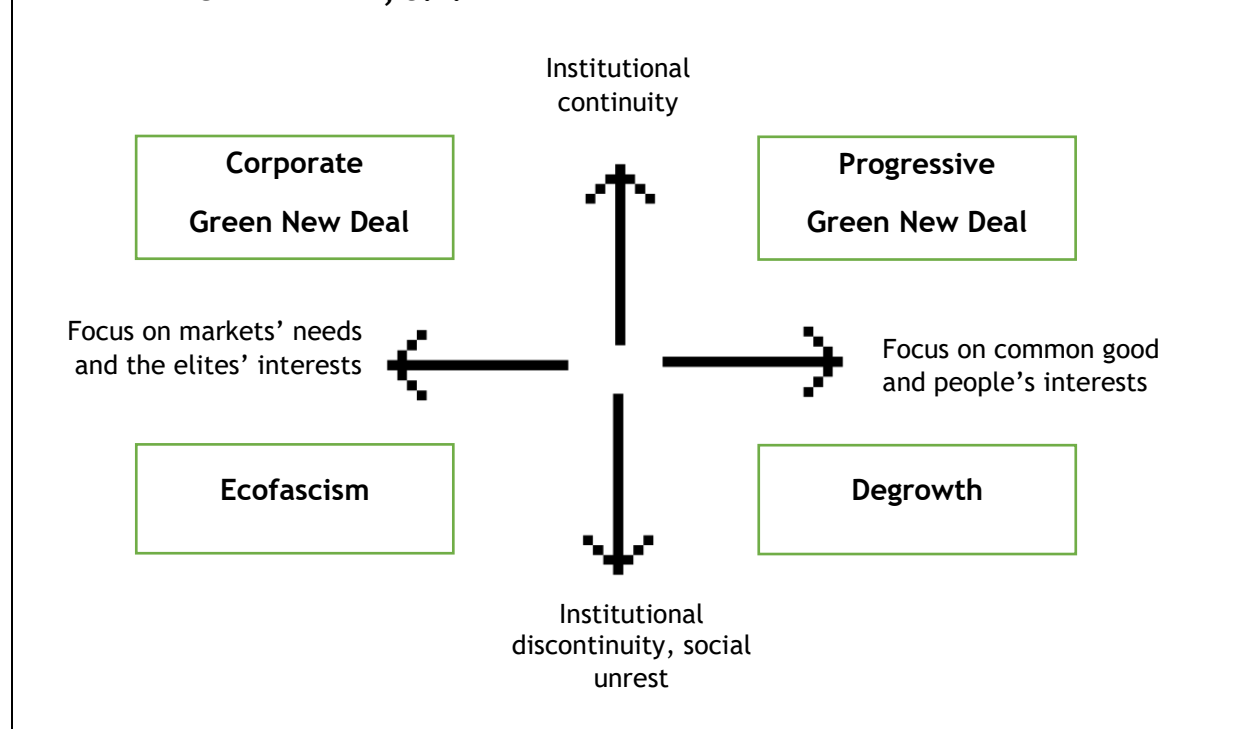 Institutional
continuity
Corporate
Green New Deal
Progressive
Green New Deal
Focus on markets’ needs
and the elites’ interests
Focus on common good
and people’s interests
Ecofascism
Degrowth
Institutional
discontinuity, social
unrest